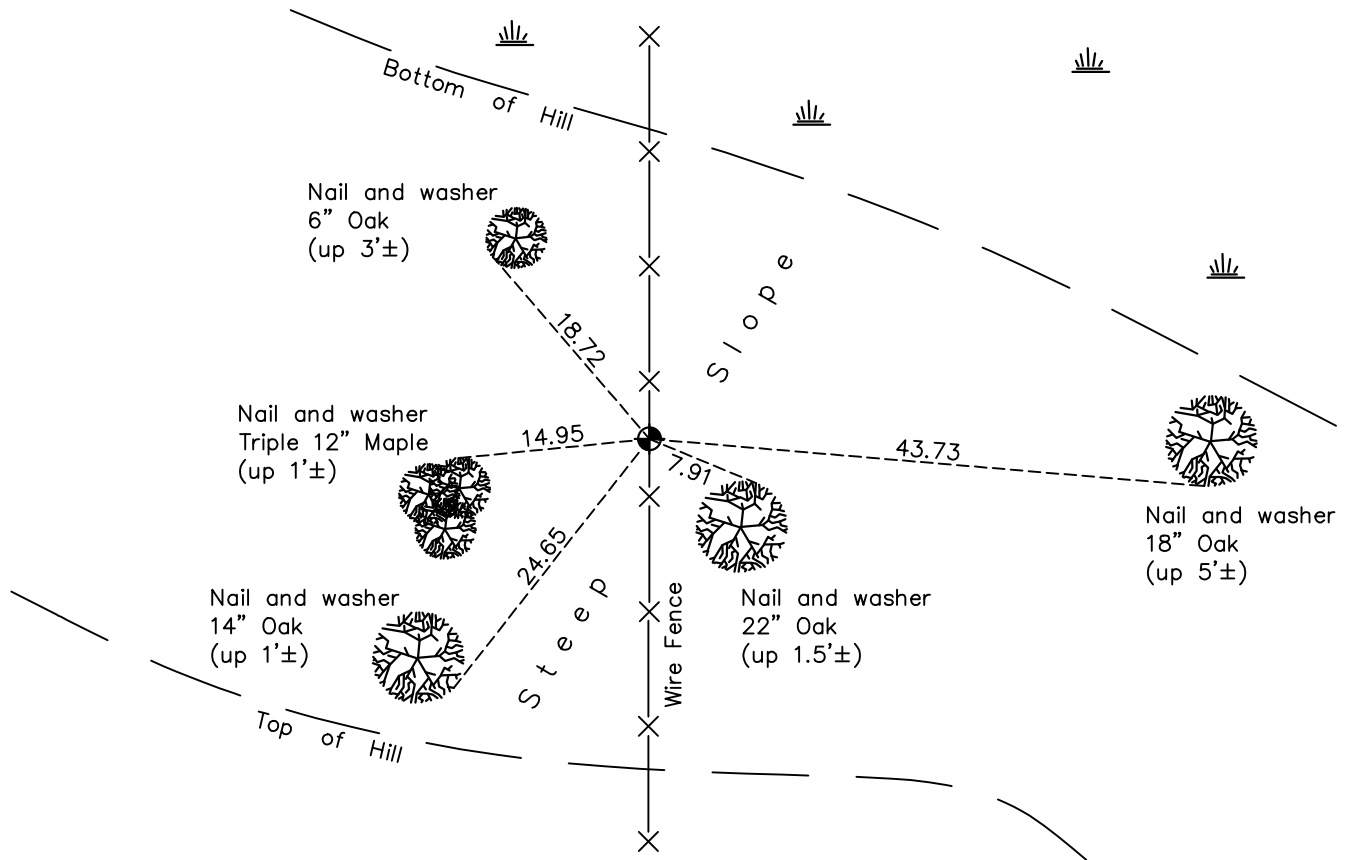 Bottom of Hill
Nail and washer
6” Oak
(up 3’±)
18.72
Slope
Nail and washer
Triple 12” Maple
(up 1’±)
14.95
7.91
43.73
Nail and washer
18” Oak
(up 5’±)
24.65
Nail and washer
14” Oak
(up 1’±)
Steep
Wire Fence
Nail and washer
22” Oak
(up 1.5’±)
Top of Hill